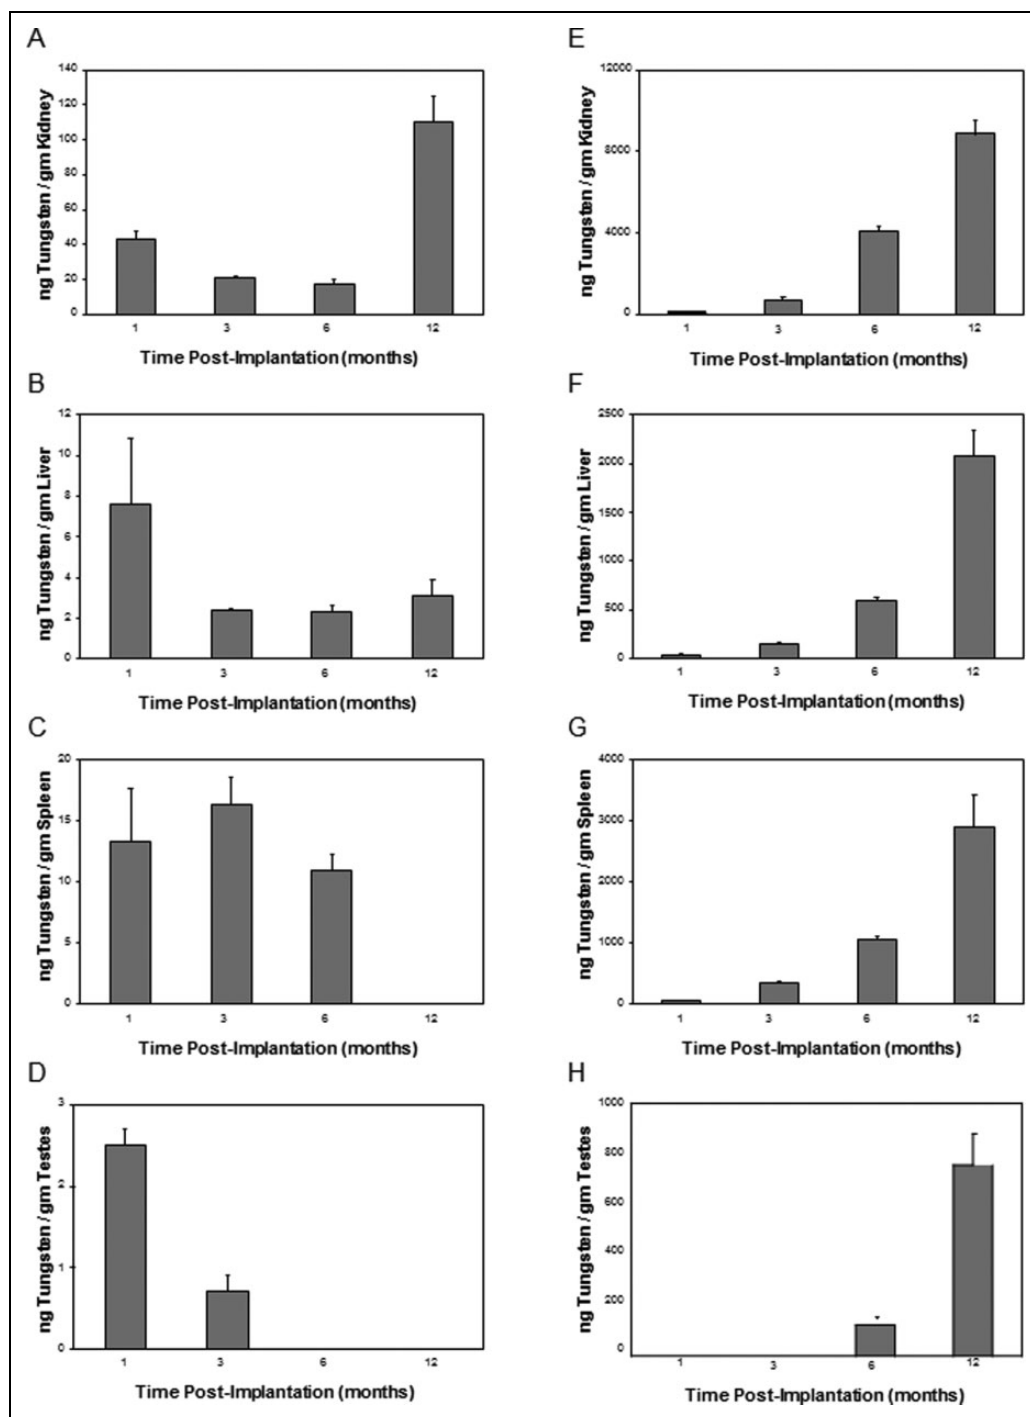 A
ng Tungsten / gm Kidney
140
120
100
80
60
40
20
0
1 3 6 12
Time Post-Implantation (months)
E
ng Tungsten / gm Kidney
12000
8000
4000
0
1 3 6 12
Time Post-Implantation (months)
B
ng Tungsten / gm Liver
12
10
8
6
4
2
0
1 3 6 12
Time Post-Implantation (months)
F
ng Tungsten / gm Liver
2500
2000
1500
1000
500
0
1 3 6 12
Time Post-Implantation (months)
C
ng Tungsten / gm Spleen
20
15
10
5
0
1 3 6 12
Time Post-Implantation (months)
G
ng Tungsten / gm Spleen
4000
3000
2000
1000
0
1 3 6 12
Time Post-Implantation (months)
D
ng Tungsten / gm Testes
3
2
1
0
1 3 6 12
Time Post-Implantation (months)
H
ng Tungsten / gm Testes
1000
800
600
400
200
0
1 3 6 12
Time Post-Implantation (months)